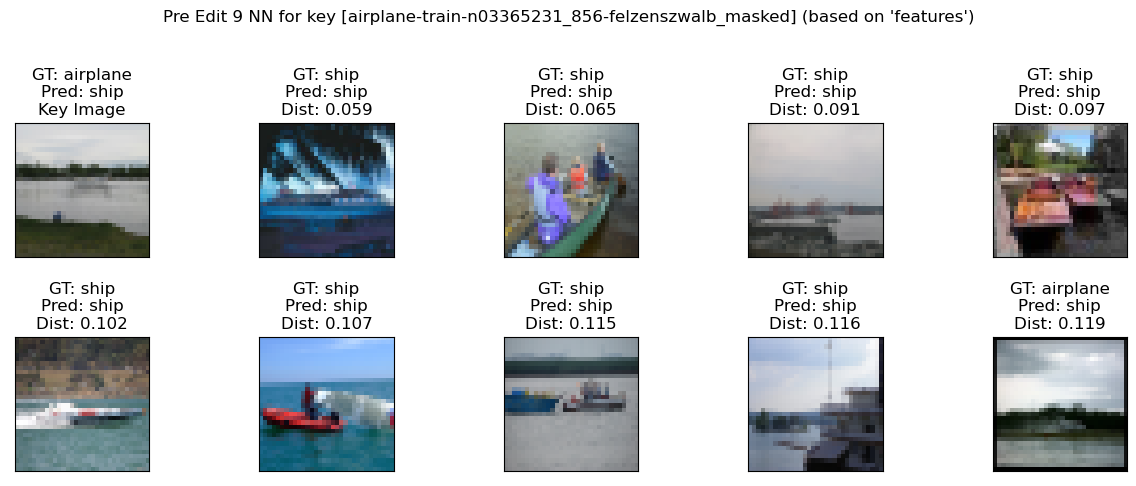 Pre Edit 9 NN for key [airplane-train-n03365231_856-felzenszwalb_masked] (based on 'features')
GT: airplane
Pred: ship
Key Image
GT: ship
Pred: ship
Dist: 0.059
GT: ship
Pred: ship
Dist: 0.065
GT: ship
Pred: ship
Dist: 0.091
GT: ship
Pred: ship
Dist: 0.097
GT: ship
Pred: ship
Dist: 0.102
GT: ship
Pred: ship
Dist: 0.107
GT: ship
Pred: ship
Dist: 0.115
GT: ship
Pred: ship
Dist: 0.116
GT: airplane
Pred: ship
Dist: 0.119